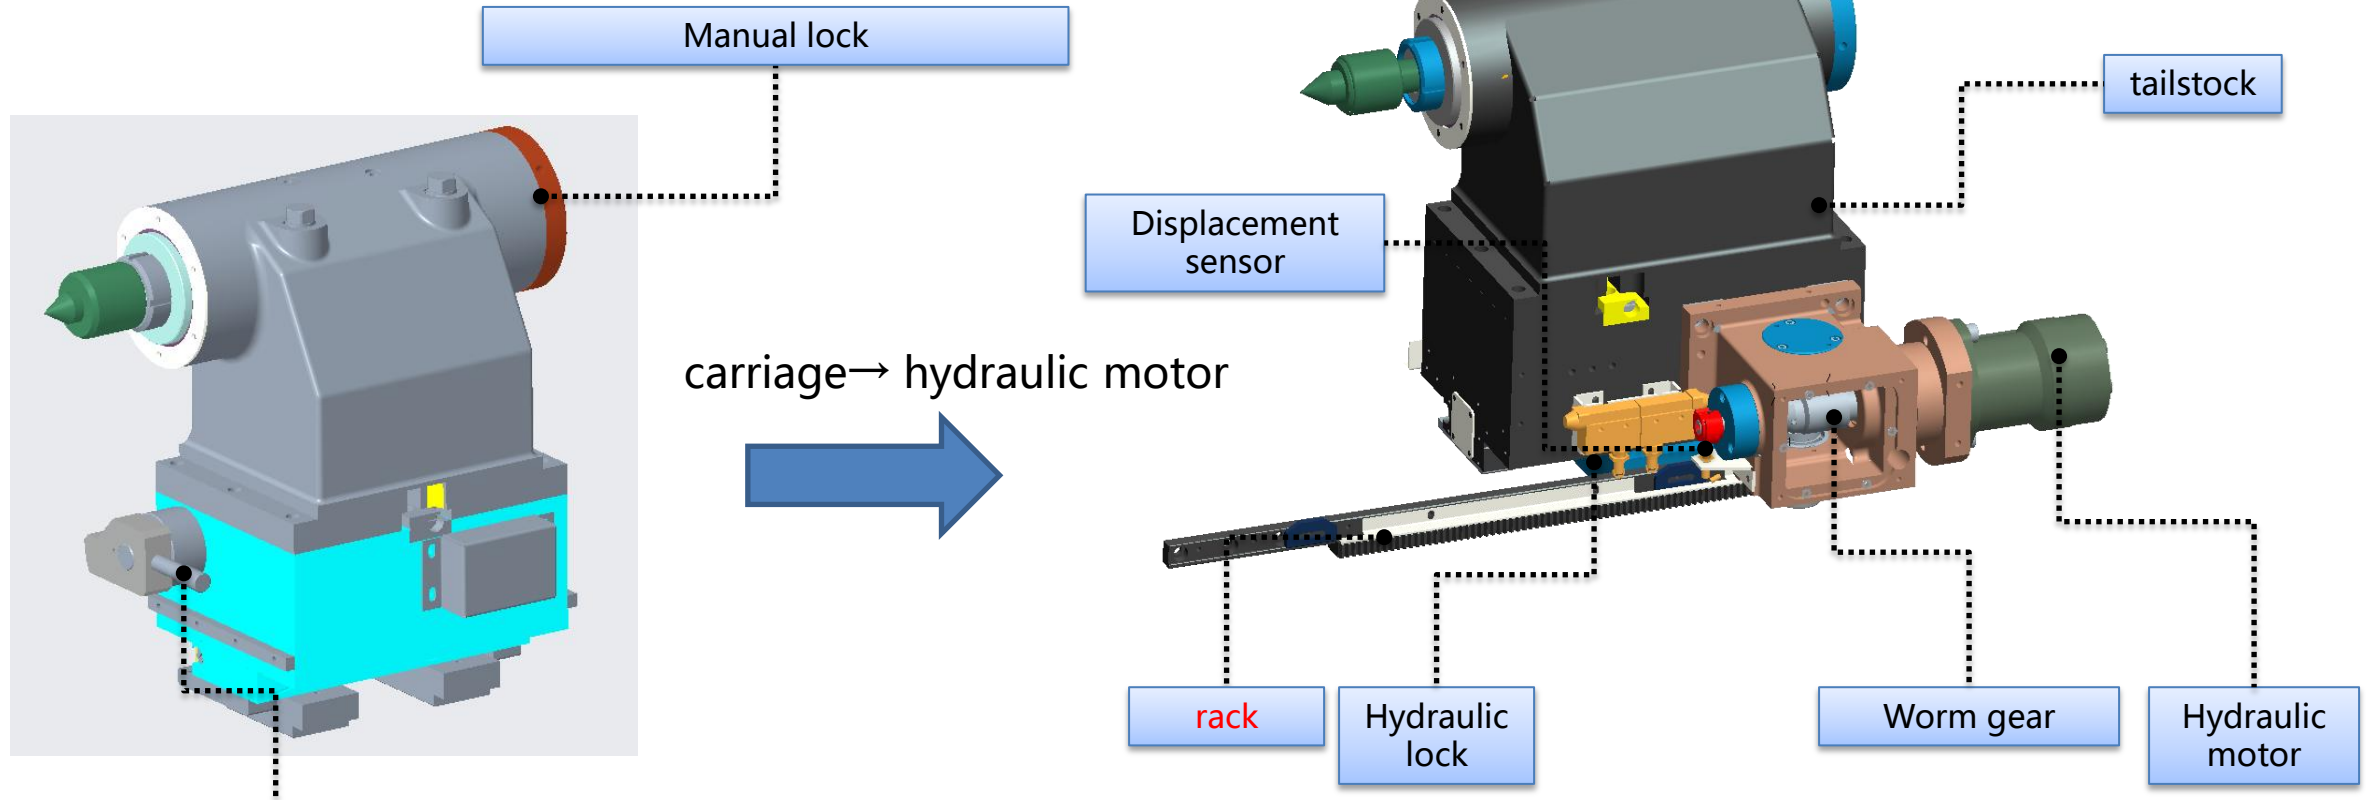 Manual lock
tailstock
Displacement
sensor
carriage→ hydraulic motor
rack
Hydraulic
lock
Worm gear
Hydraulic
motor